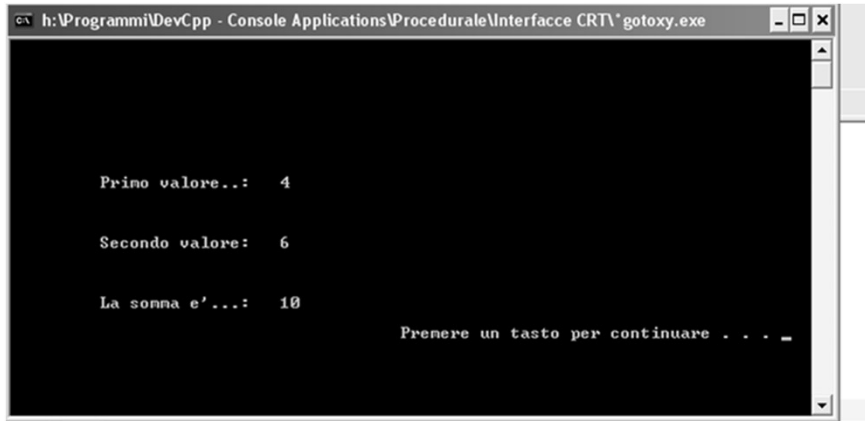 h:\Programmi\DevCpp - Console Applications\Procedurale\Interfacce CRT\*gotoxy.exe
Primo valore..: 4
Secondo valore: 6
La somma e'...: 10
Premere un tasto per continuare . . . _